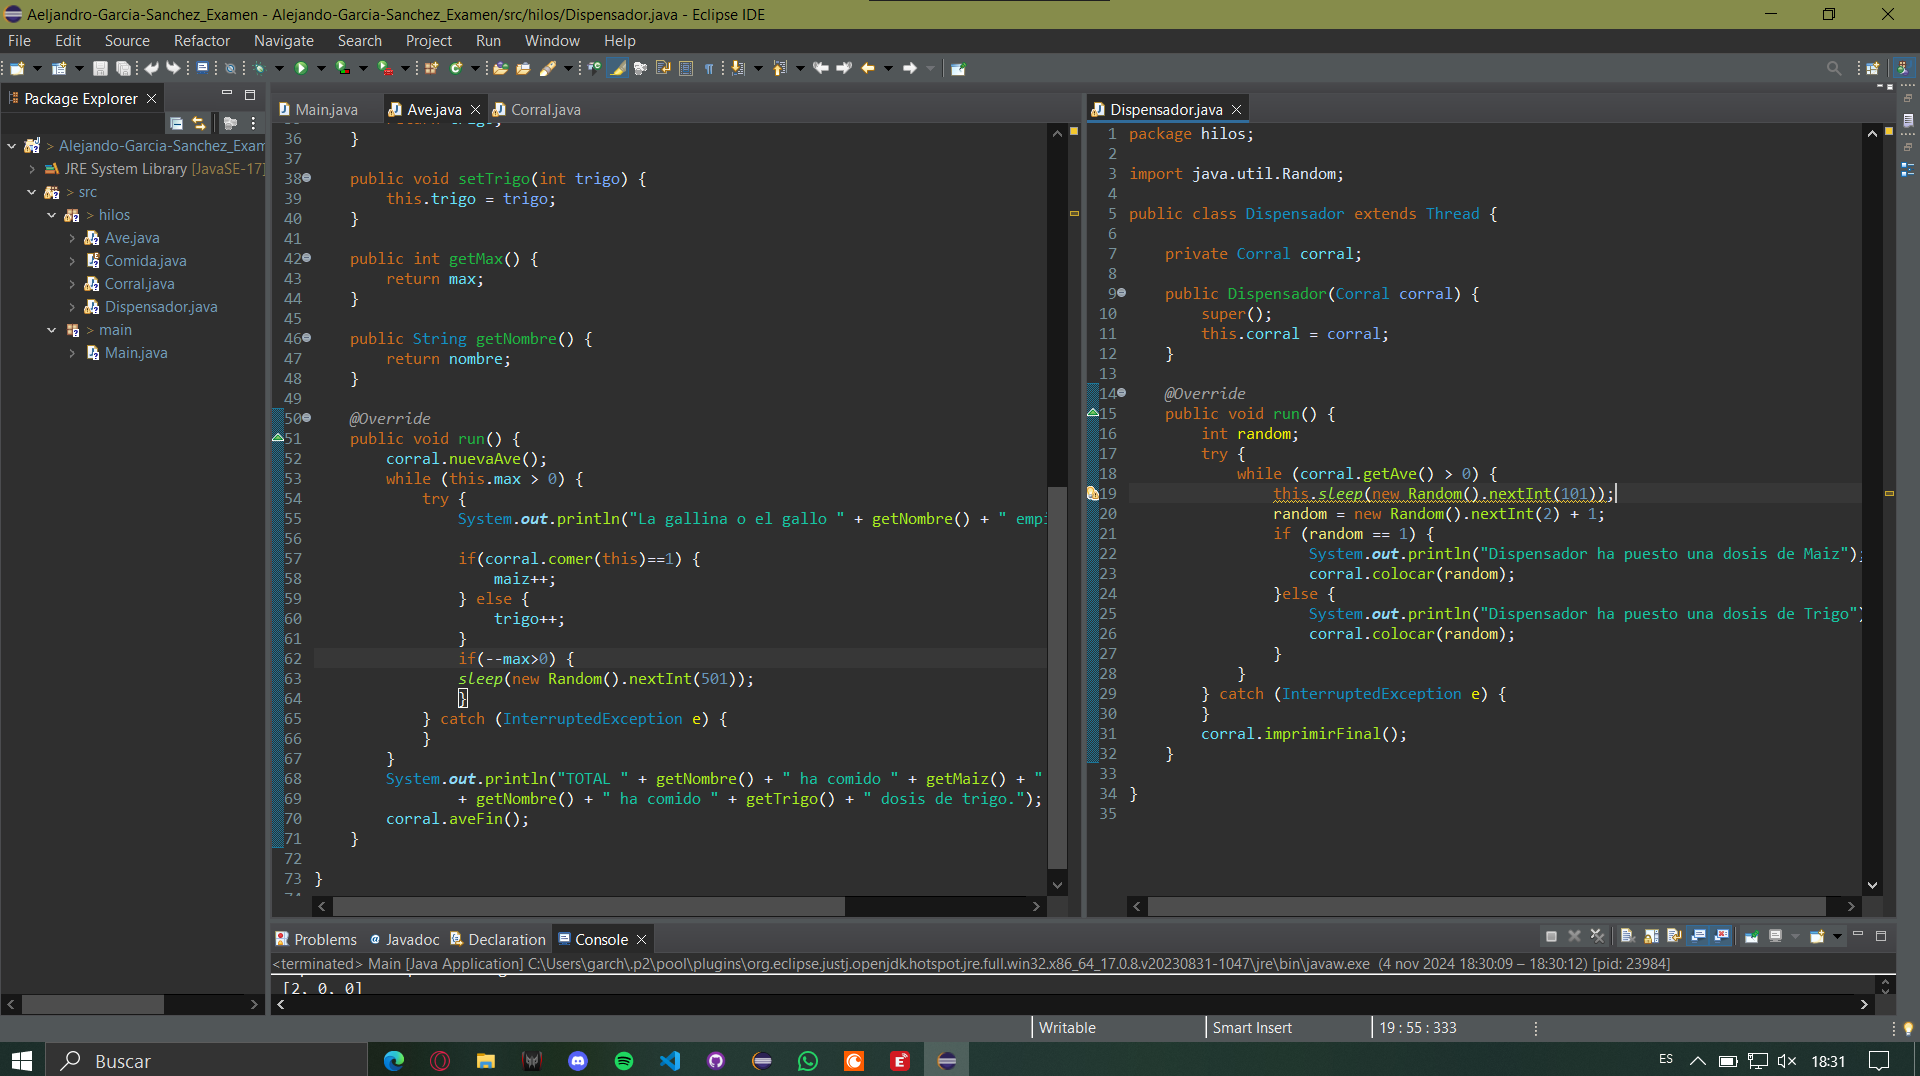 Aeljandro-Garcia-Sanchez_Examen - Alejando-Garcia-Sanchez_Examen/src/hilos/Dispensador.java - Eclipse IDE
File Edit Source Refactor Navigate Search Project Run Window Help
Package Explorer
> Alejando-Garcia-Sanchez_Exam
JRE System Library [JavaSE-17]
> src
> hilos
Ave.java
Comida.java
Corral.java
Dispensador.java
> main
Main.java
Main.java Ave.java Corral.java
36 }
37
38 public void setTrigo(int trigo) {
39 this.trigo = trigo;
40 }
41
42 public int getMax() {
43 return max;
44 }
45
46 public String getNombre() {
47 return nombre;
48 }
49
50 @Override
51 public void run() {
52 corral.nuevaAve();
53 while (this.max > 0) {
54 try {
55 System.out.println("La gallina o el gallo " + getNombre() + " empi
56
57 if(corral.comer(this)==1) {
58 maiz++;
59 } else {
60 trigo++;
61 }
62 if(--max>0) {
63 sleep(new Random().nextInt(501));
64 }
65 } catch (InterruptedException e) {
66 }
67 }
68 System.out.println("TOTAL " + getNombre() + " ha comido " + getMaiz() + "
69 + getNombre() + " ha comido " + getTrigo() + " dosis de trigo.");
70 corral.aveFin();
71 }
72
73 }
Dispensador.java
1 package hilos;
2
3 import java.util.Random;
4
5 public class Dispensador extends Thread {
6
7 private Corral corral;
8
9 public Dispensador(Corral corral) {
10 super();
11 this.corral = corral;
12 }
13
14 @Override
15 public void run() {
16 int random;
17 try {
18 while (corral.getAve() > 0) {
19 this.sleep(new Random().nextInt(101));
20 random = new Random().nextInt(2) + 1;
21 if (random == 1) {
22 System.out.println("Dispensador ha puesto una dosis de Maiz");
23 corral.colocar(random);
24 }else {
25 System.out.println("Dispensador ha puesto una dosis de Trigo")
26 corral.colocar(random);
27 }
28 }
29 } catch (InterruptedException e) {
30 }
31 corral.imprimirFinal();
32 }
33
34 }
35
Problems Javadoc Declaration Console
<terminated> Main [Java Application] C:\Users\garch\.p2\pool\plugins\org.eclipse.justj.openjdk.hotspot.jre.full.win32.x86_64_17.0.8.v20230831-1047\jre\bin\javaw.exe (4 nov 2024 18:30:09 – 18:30:12) [pid: 23984]
[2, 0, 0]
Writable Smart Insert 19 : 55 : 333
Buscar
ES 18:31